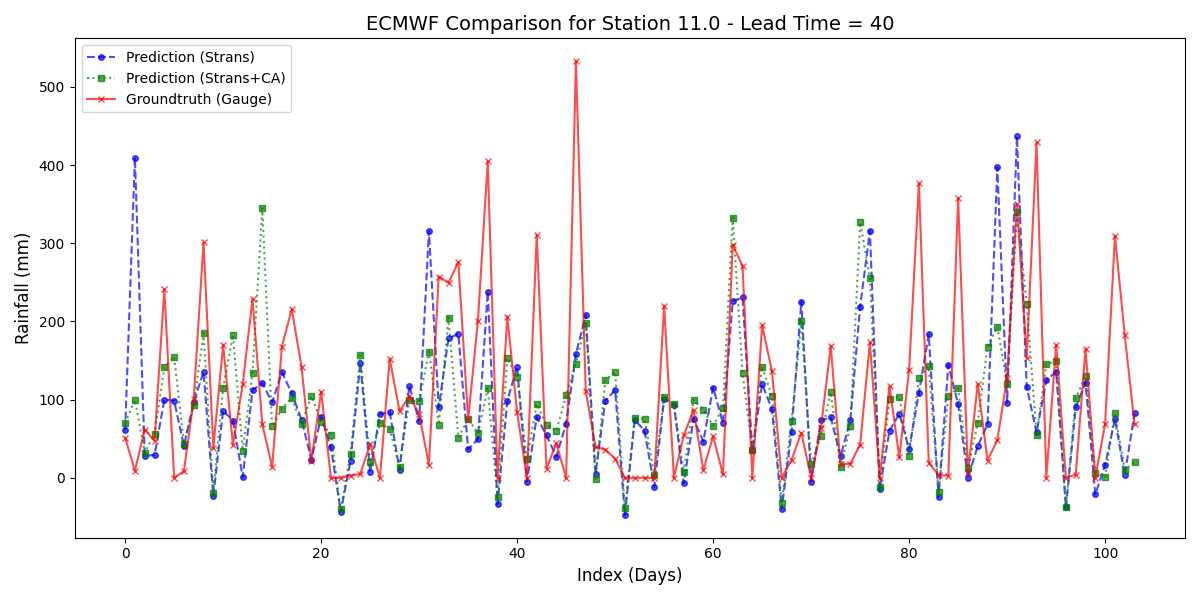 ECMWF Comparison for Station 11.0 - Lead Time = 40
Prediction (Strans)
Prediction (Strans+CA)
Groundtruth (Gauge)
Rainfall (mm)
500
400
300
200
100
0
0 20 40 60 80 100
Index (Days)